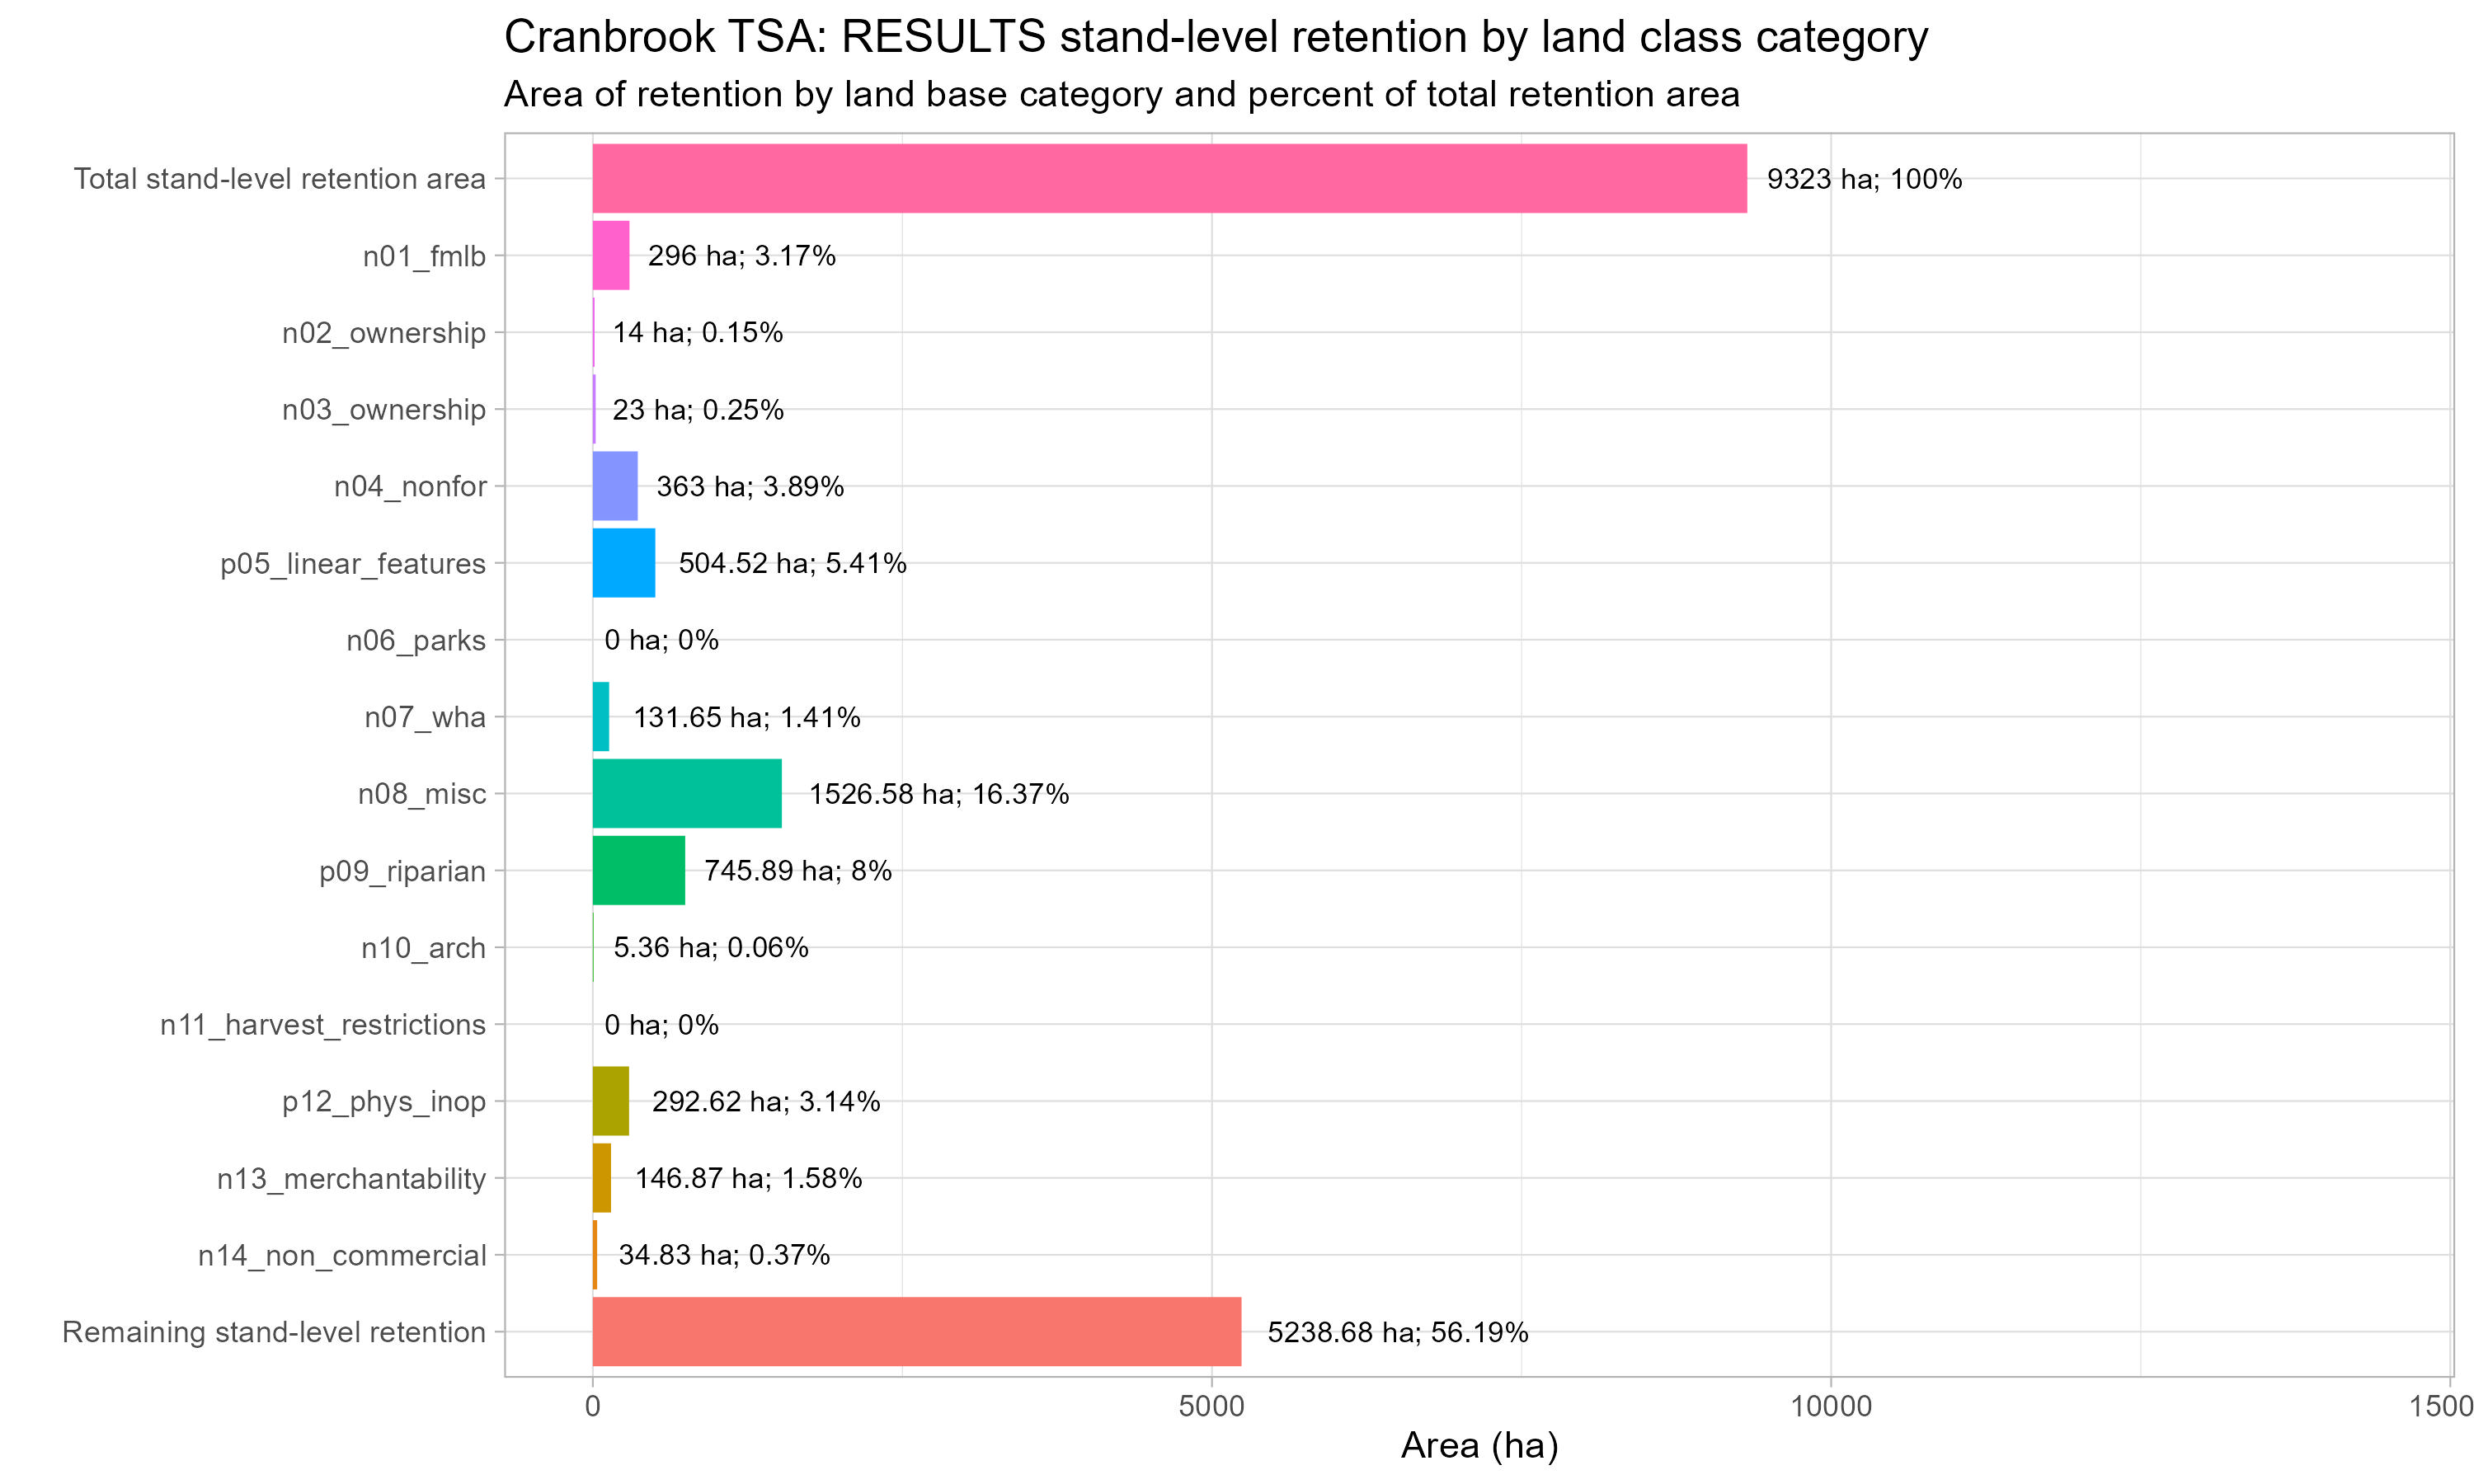 Cranbrook TSA: RESULTS stand-level retention by land class category
Area of retention by land base category and percent of total retention area
Total stand-level retention area 9323 ha; 100%
n01_fmlb 296 ha; 3.17%
n02_ownership 14 ha; 0.15%
n03_ownership 23 ha; 0.25%
n04_nonfor 363 ha; 3.89%
p05_linear_features 504.52 ha; 5.41%
n06_parks 0 ha; 0%
n07_wha 131.65 ha; 1.41%
n08_misc 1526.58 ha; 16.37%
p09_riparian 745.89 ha; 8%
n10_arch 5.36 ha; 0.06%
n11_harvest_restrictions 0 ha; 0%
p12_phys_inop 292.62 ha; 3.14%
n13_merchantability 146.87 ha; 1.58%
n14_non_commercial 34.83 ha; 0.37%
Remaining stand-level retention 5238.68 ha; 56.19%
0 5000 10000 1500
Area (ha)